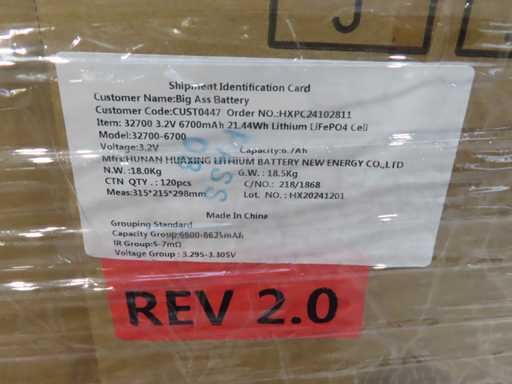 Shipment Identification Card
Customer Name:Big Ass Battery
Customer Code:CUST0447 Order NO.:HXPC24102811
Item: 32700 3.2V 6700mAh 21.44Wh Lithium LiFePO4 Cell
Model:32700-6700
Voltage:3.2V Capacity:6.7Ah
MFR:HUNAN HUAXING LITHIUM BATTERY NEW ENERGY CO.,LTD
N.W. :18.0Kg G.W. : 18.5Kg
CTN QTY. : 120pcs C/NO.: 218/1868
Meas:315*215*298mm Lot. NO.: HX20241201
PASS
Made In China
Grouping Standard
Capacity Group:6600-8625mAh
IR Group:5-7mΩ
Voltage Group : 3.295-3.305V
REV 2.0